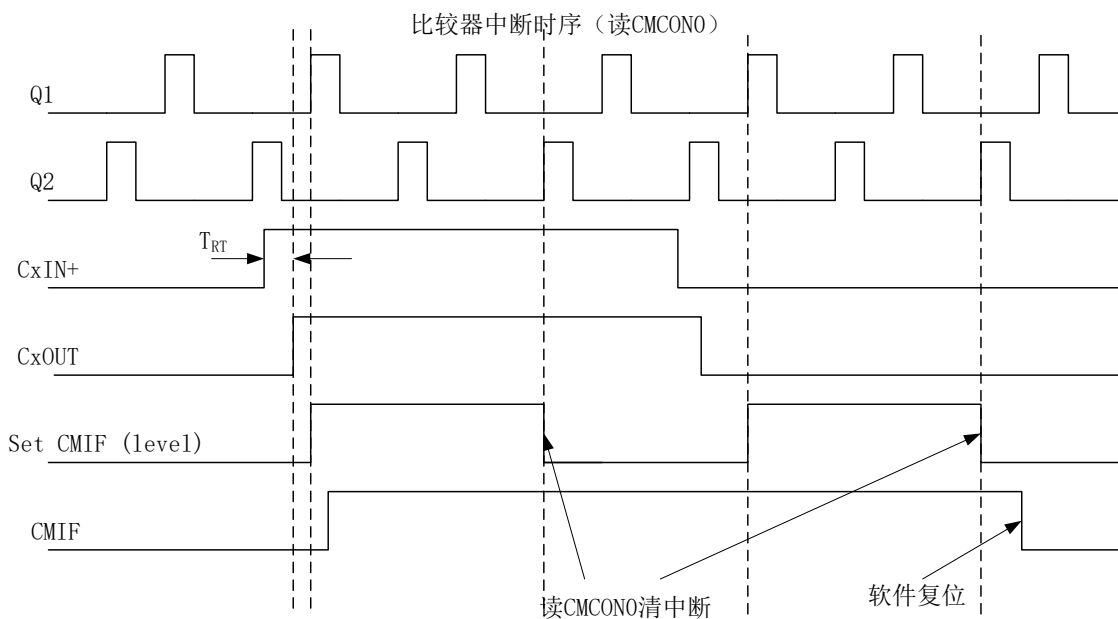 比较器中断时序（读CMCON0）
Q1
Q2
TRT
CxIN+
CxOUT
Set CMIF (level)
CMIF
读CMCON0清中断
软件复位